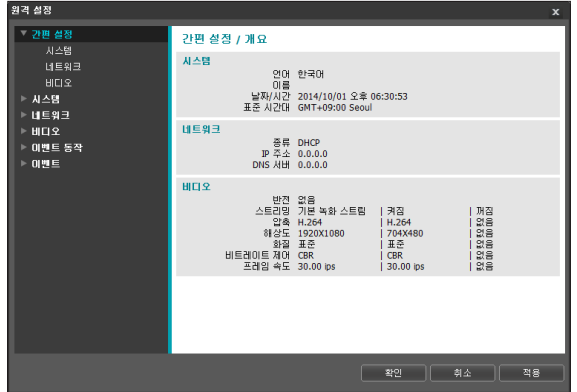 원격 설정
x
간편 설정
시스템
네트워크
비디오
시스템
네트워크
비디오
이벤트 동작
이벤트
간편 설정 / 개요
시스템
언어 한국어
이름
날짜/시간 2014/10/01 오후 06:30:53
표준 시간대 GMT+09:00 Seoul
네트워크
종류 DHCP
IP 주소 0.0.0.0
DNS 서버 0.0.0.0
비디오
반전 없음
스트리밍 기본 녹화 스트림 | 켜짐 | 꺼짐
압축 H.264 | H.264 | 없음
해상도 1920X1080 | 704X480 | 없음
화질 표준 | 표준 | 없음
비트레이트 제어 CBR | CBR | 없음
프레임 속도 30.00 ips | 30.00 ips | 없음
확인 취소 적용